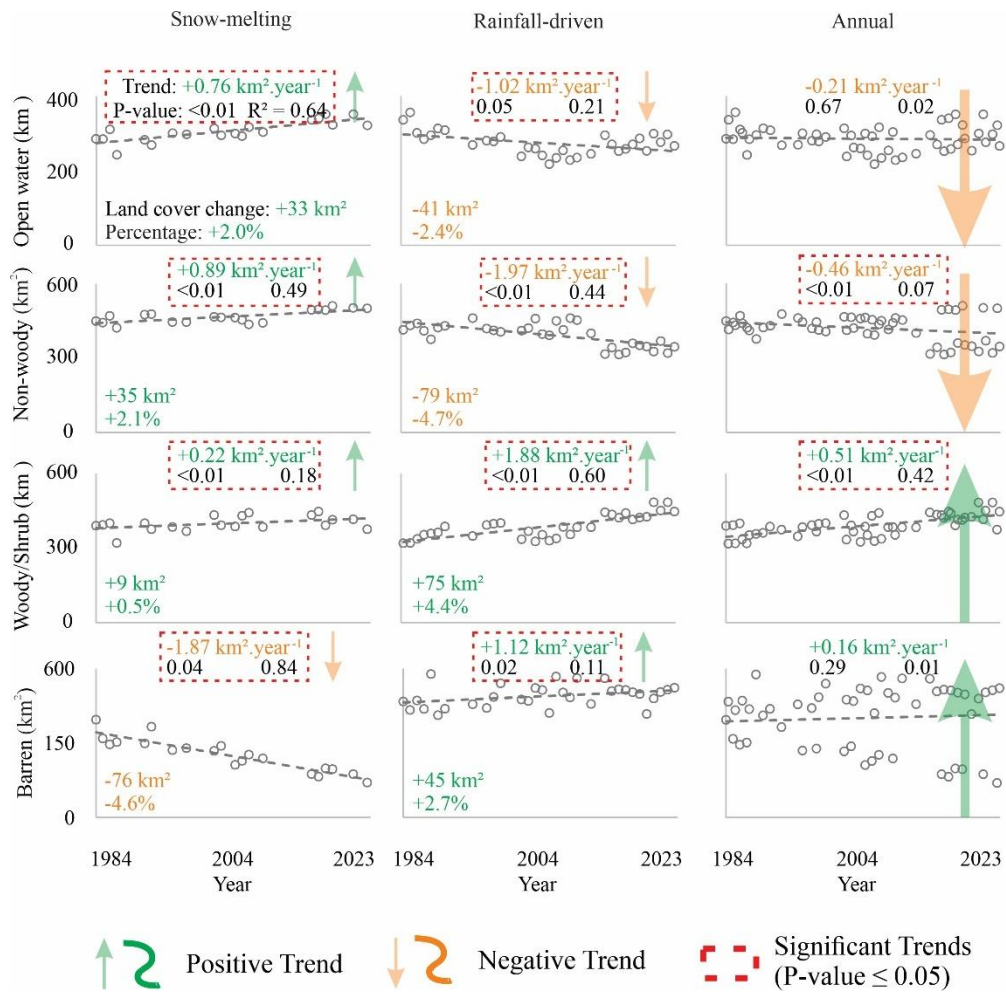 Snow-melting
Rainfall-driven
Annual
Open water (km)
400
200
0
Trend: +0.76 km².year⁻¹
P-value: <0.01 R² = 0.64
Land cover change: +33 km²
Percentage: +2.0%
-1.02 km².year⁻¹
0.05 0.21
-41 km²
-2.4%
-0.21 km².year⁻¹
0.67 0.02
Non-woody (km²)
600
300
0
+0.89 km².year⁻¹
<0.01 0.49
+35 km²
+2.1%
-1.97 km².year⁻¹
<0.01 0.44
-79 km²
-4.7%
-0.46 km².year⁻¹
<0.01 0.07
Woody/Shrub (km)
600
300
0
+0.22 km².year⁻¹
<0.01 0.18
+9 km²
+0.5%
+1.88 km².year⁻¹
<0.01 0.60
+75 km²
+4.4%
+0.51 km².year⁻¹
<0.01 0.42
Barren (km²)
600
150
0
-1.87 km².year⁻¹
0.04 0.84
-76 km²
-4.6%
+1.12 km².year⁻¹
0.02 0.11
+45 km²
+2.7%
+0.16 km².year⁻¹
0.29 0.01
1984 2004 2023
Year
1984 2004 2023
Year
1984 2004 2023
Year
Positive Trend
Negative Trend
Significant Trends
(P-value ≤ 0.05)